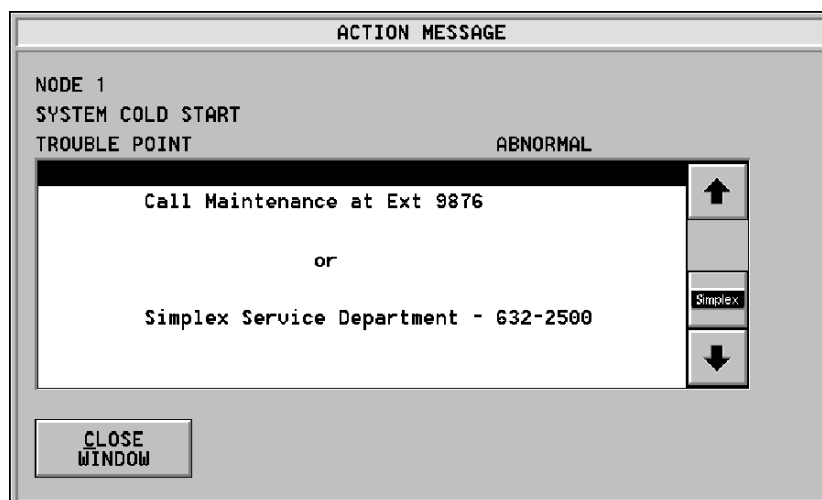 ACTION MESSAGE
NODE 1
SYSTEM COLD START
TROUBLE POINT ABNORMAL
Call Maintenance at Ext 9876
or
Simplex Service Department - 632-2500
Simplex
CLOSE
WINDOW